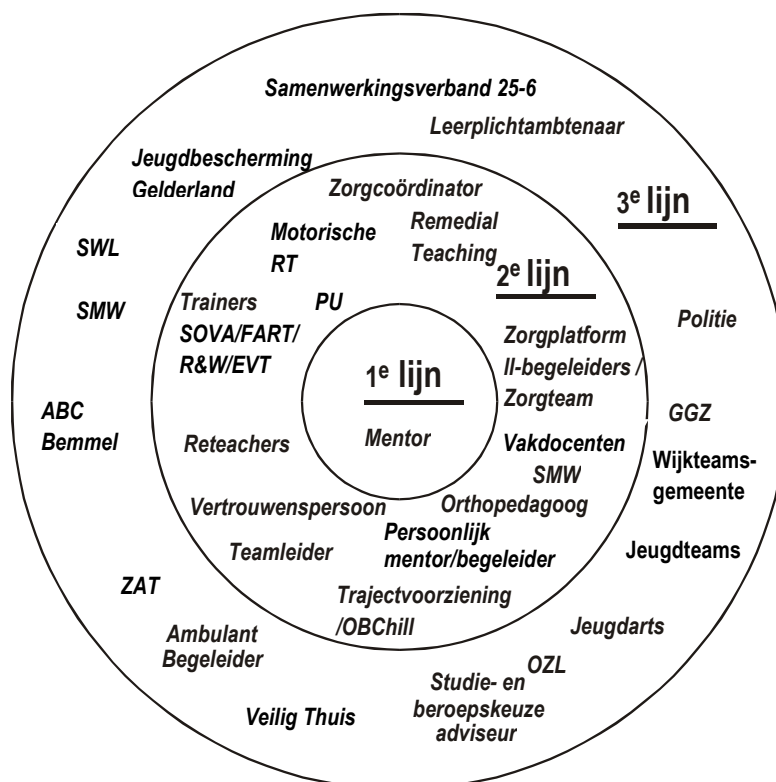 Samenwerkingsverband 25-6
Leerplichtambtenaar
Jeugdbescherming
Gelderland
Zorgcoördinator
3e lijn
Motorische
RT
Remedial
Teaching
SWL
2e lijn
SMW
Trainers
SOVA/FART/
R&W/EVT
PU
Politie
Zorgplatform
ll-begeleiders /
Zorgteam
1e lijn
Mentor
ABC
Bemmel
GGZ
Reteachers
Vakdocenten
SMW
Wijkteams-
gemeente
Vertrouwenspersoon
Orthopedagoog
Persoonlijk
mentor/begeleider
Teamleider
Jeugdteams
ZAT
Trajectvoorziening
/OBChill
Ambulant
Begeleider
Jeugdarts
OZL
Studie- en
beroepskeuze
adviseur
Veilig Thuis